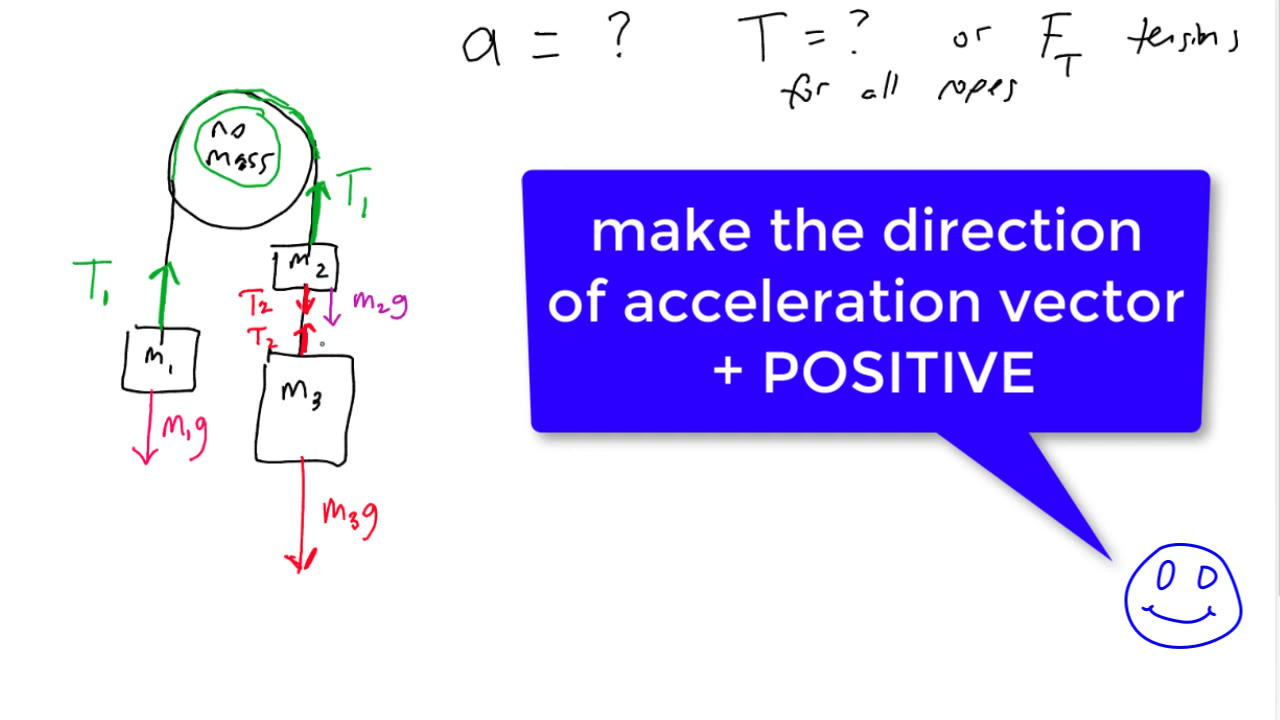 a = ? T = ? or F_T tensions
for all ropes
no
mass
T₁
T₁
m₂
T₂
m₂g
T₂
m₁
m₃
m₁g
m₃g
make the direction
of acceleration vector
+ POSITIVE